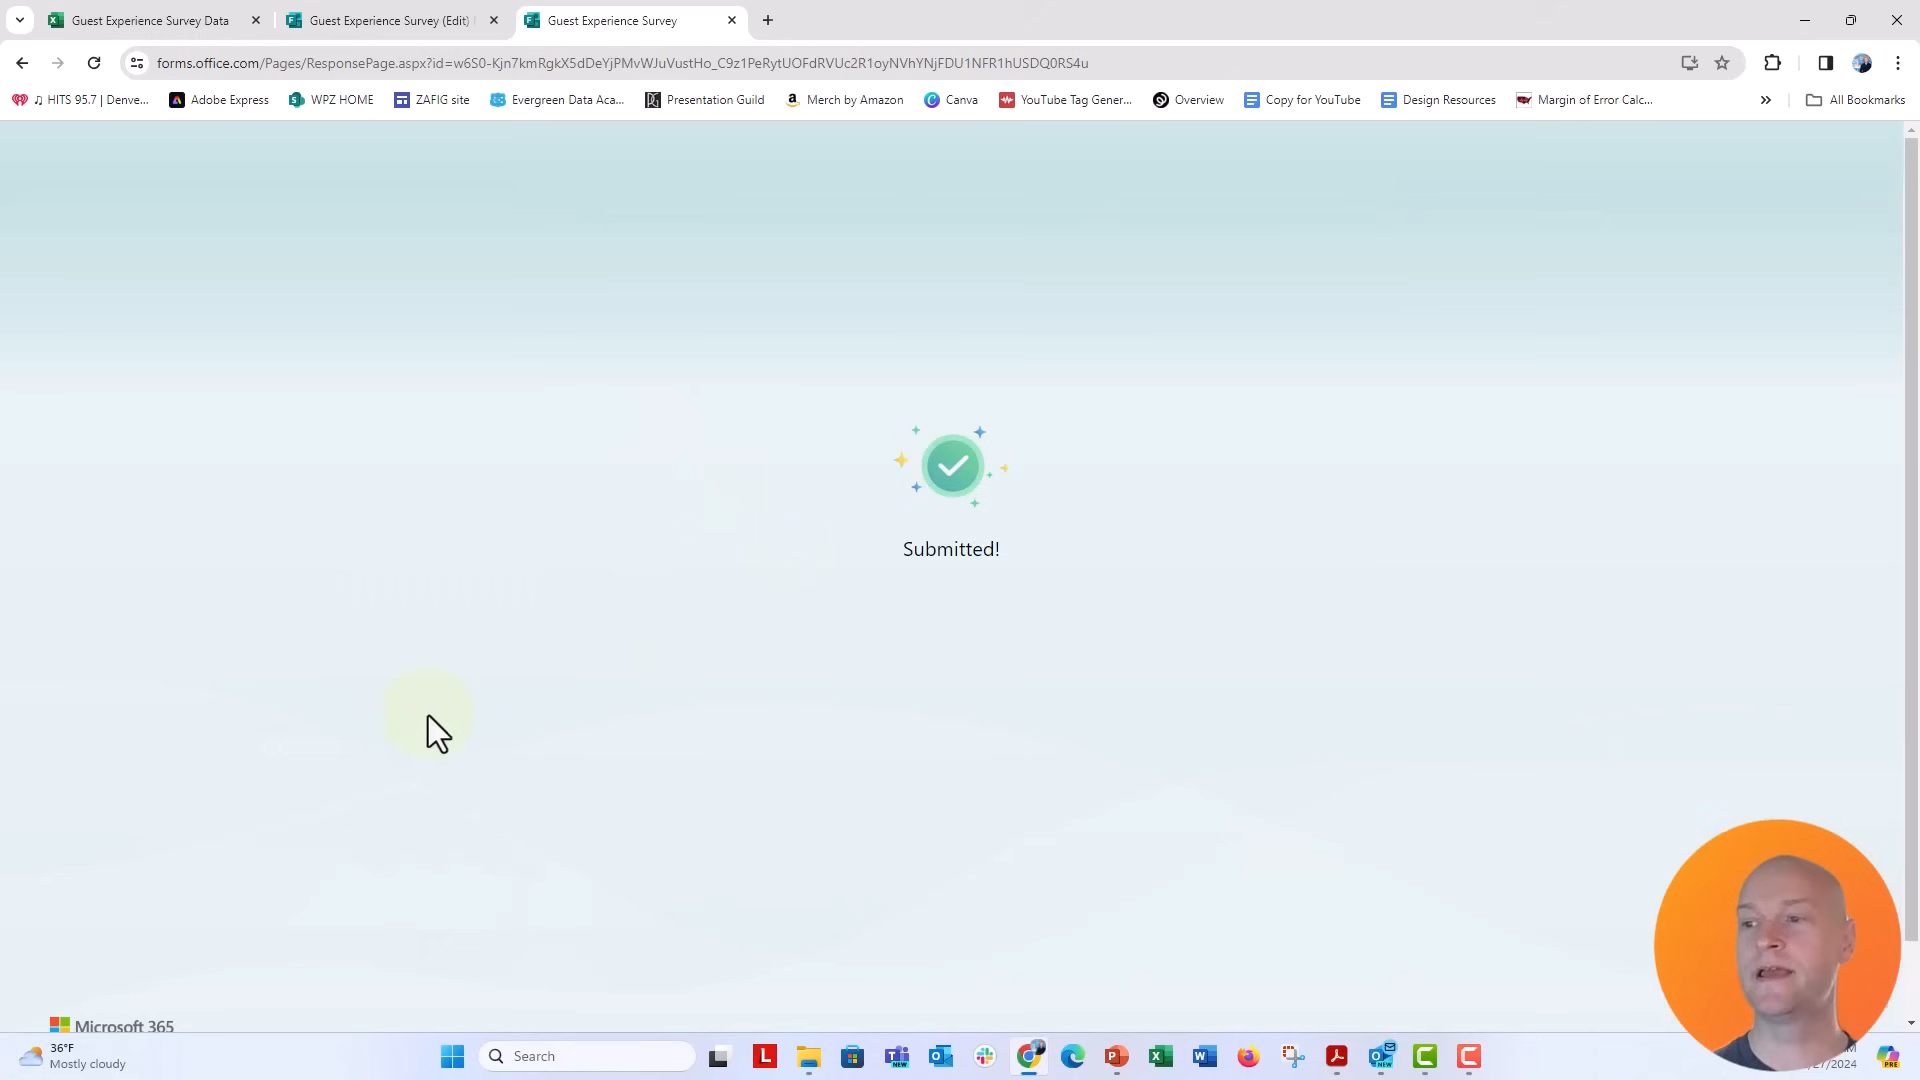 Guest Experience Survey Data
Guest Experience Survey (Edit)
Guest Experience Survey
forms.office.com/Pages/ResponsePage.aspx?id=w6S0-Kjn7kmRgkX5dDeYjPMvWJuVustHo_C9z1PeRytUOFdRVUc2R1oyNVhYNjFDU1NFR1hUSDQ0RS4u
♫ HITS 95.7 | Denve...
Adobe Express
WPZ HOME
ZAFIG site
Evergreen Data Aca...
Presentation Guild
Merch by Amazon
Canva
YouTube Tag Gener...
Overview
Copy for YouTube
Design Resources
Margin of Error Calc...
All Bookmarks
Submitted!
Microsoft 365
36°F
Mostly cloudy
Search